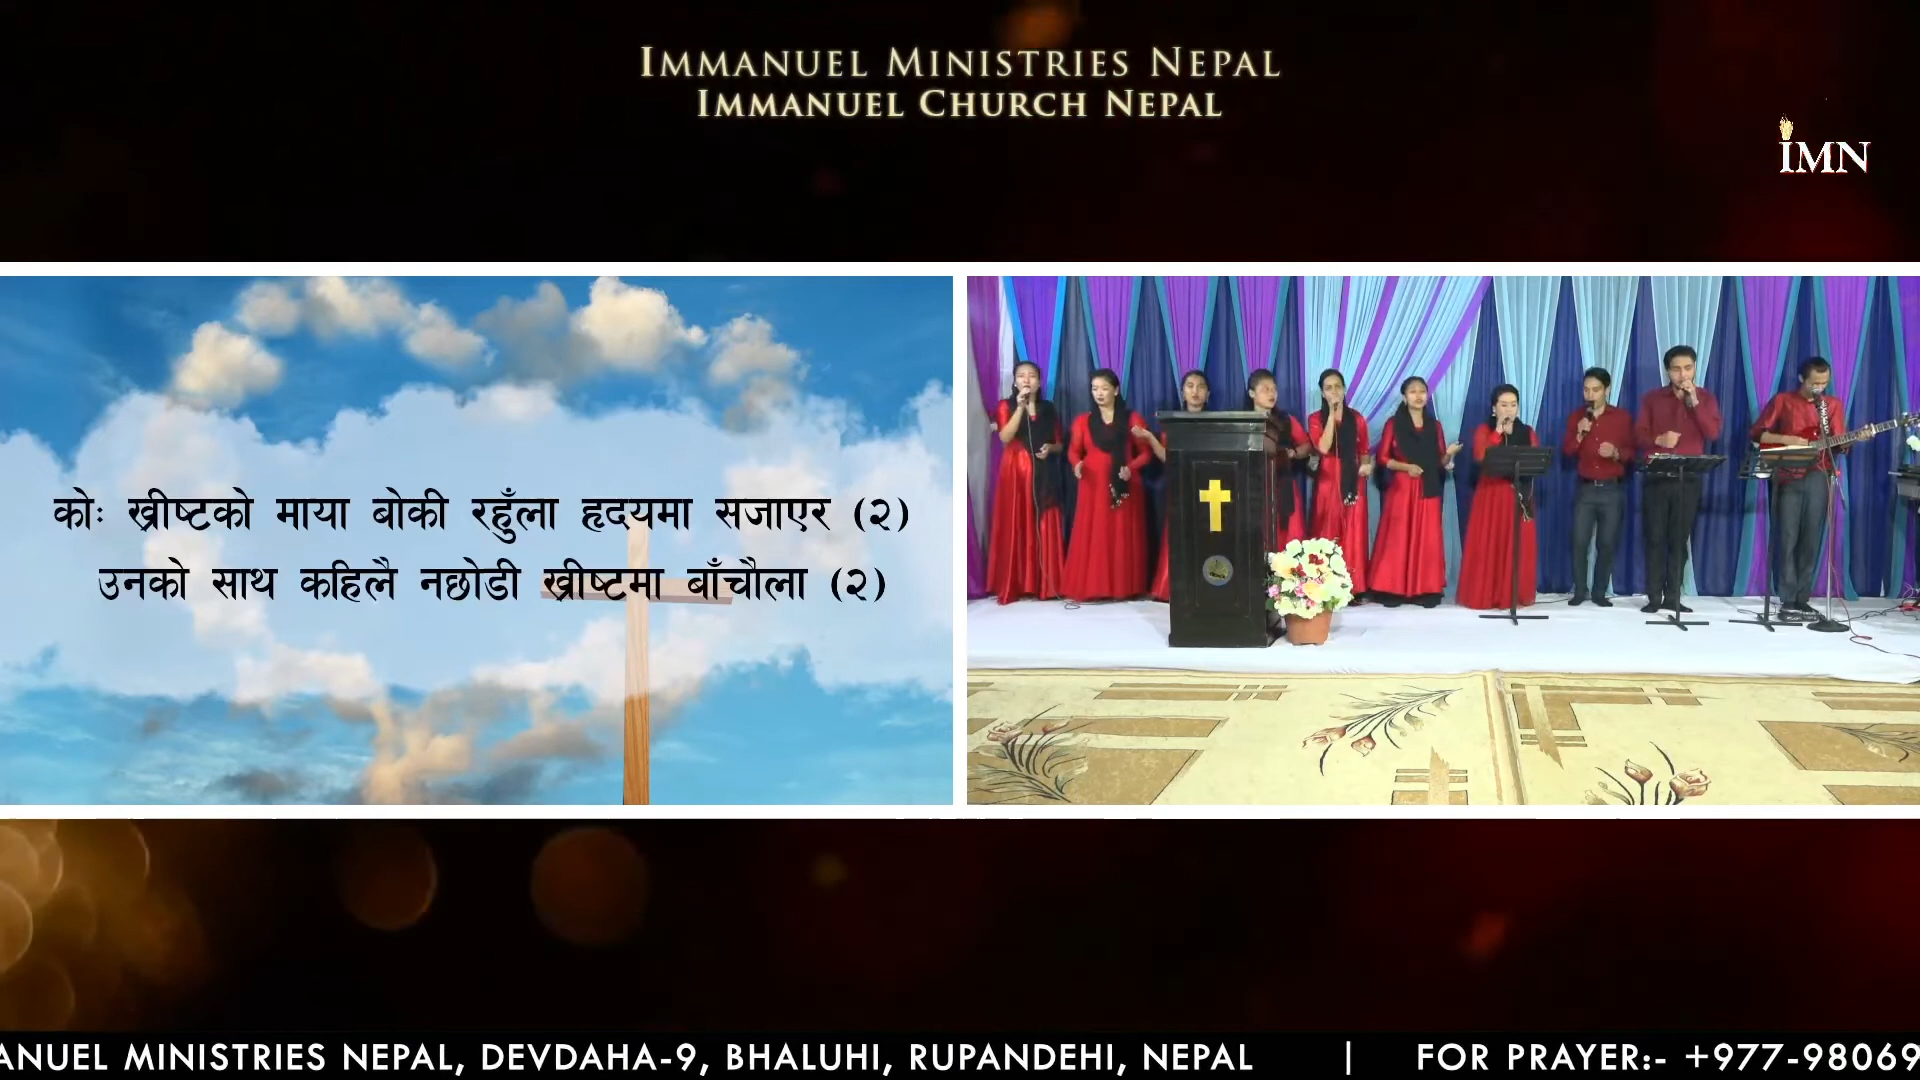 IMMANUEL MINISTRIES NEPAL
IMMANUEL CHURCH NEPAL
IMN
कोः ख्रीष्टको माया बोकी रहुँला हृदयमा सजाएर (२)
उनको साथ कहिलै नछोडी ख्रीष्टमा बाँचौला (२)
ANUEL MINISTRIES NEPAL, DEVDAHA-9, BHALUHI, RUPANDEHI, NEPAL | FOR PRAYER:- +977-98069